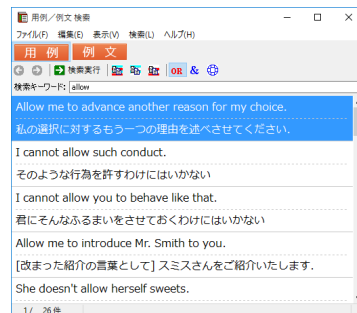 用例／例文 検索
ファイル(F) 編集(E) 表示(V) 検索(L) ヘルプ(H)
用 例 例 文
検索実行 OR &
検索キーワード: allow
Allow me to advance another reason for my choice.
私の選択に対するもう一つの理由を述べさせてください.
I cannot allow such conduct.
そのような行為を許すわけにはいかない
I cannot allow you to behave like that.
君にそんなふるまいをさせておくわけにはいかない
Allow me to introduce Mr. Smith to you.
[改まった紹介の言葉として] スミスさんをご紹介いたします.
She doesn't allow herself sweets.
1/ 26件